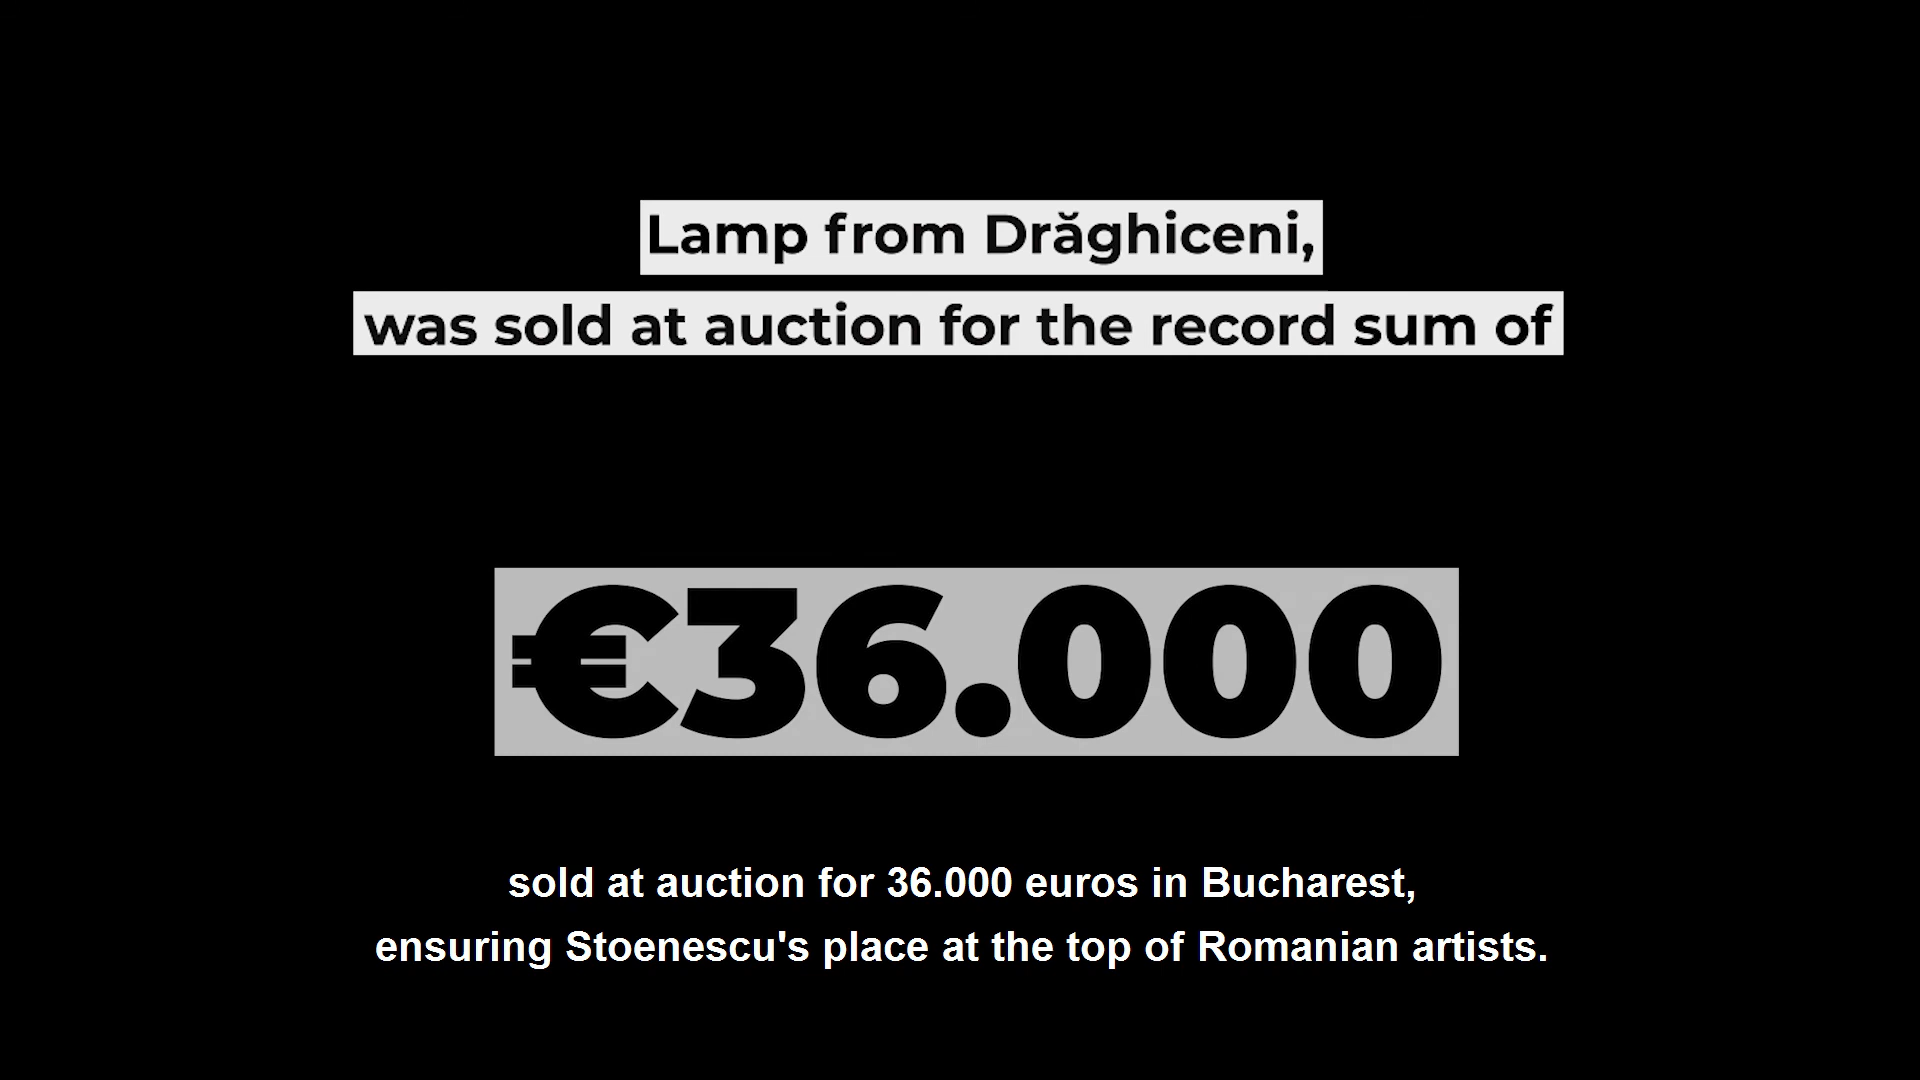 Lamp from Drăghiceni,
was sold at auction for the record sum of
€36.000
sold at auction for 36.000 euros in Bucharest,
ensuring Stoenescu's place at the top of Romanian artists.